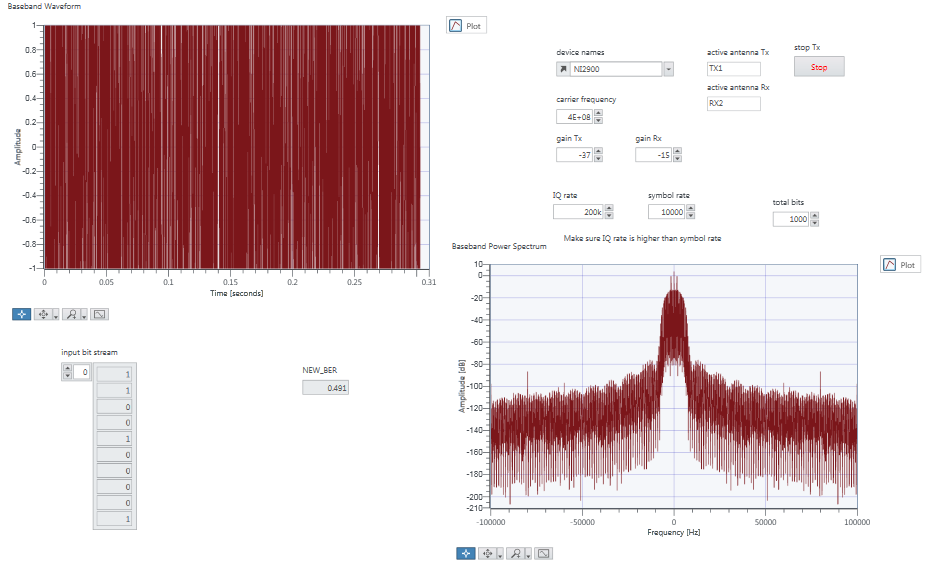 Baseband Waveform
Plot
1
0.8
0.6
0.4
0.2
0
-0.2
-0.4
-0.6
-0.8
-1
Amplitude
0
0.05
0.1
0.15
0.2
0.25
0.31
Time [seconds]
device names
NI2900
active antenna Tx
TX1
stop Tx
Stop
active antenna Rx
RX2
carrier frequency
4E+08
gain Tx
-37
gain Rx
-15
IQ rate
200k
symbol rate
10000
total bits
1000
Make sure IQ rate is higher than symbol rate
Baseband Power Spectrum
Plot
10
0
-20
-40
-60
-80
-100
-120
-140
-160
-180
-200
-210
Amplitude [dB]
-100000
-50000
0
50000
100000
Frequency [Hz]
input bit stream
0
1
1
0
0
1
0
0
0
0
1
NEW_BER
0.491